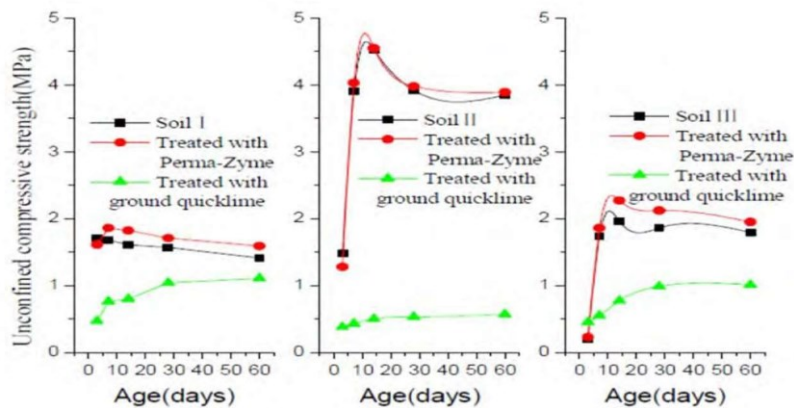 Unconfined compressive strength(MPa)
5
4
3
2
1
0
Soil Ⅰ
Treated with
Perma-Zyme
Treated with
ground quicklime
0 10 20 30 40 50 60
Age(days)
5
4
3
2
1
0
Soil Ⅱ
Treated with
Perma-Zyme
Treated with
ground quicklime
0 10 20 30 40 50 60
Age(days)
5
4
3
2
1
0
Soil Ⅲ
Treated with
Perma-Zyme
Treated with
ground quicklime
0 10 20 30 40 50 60
Age(days)